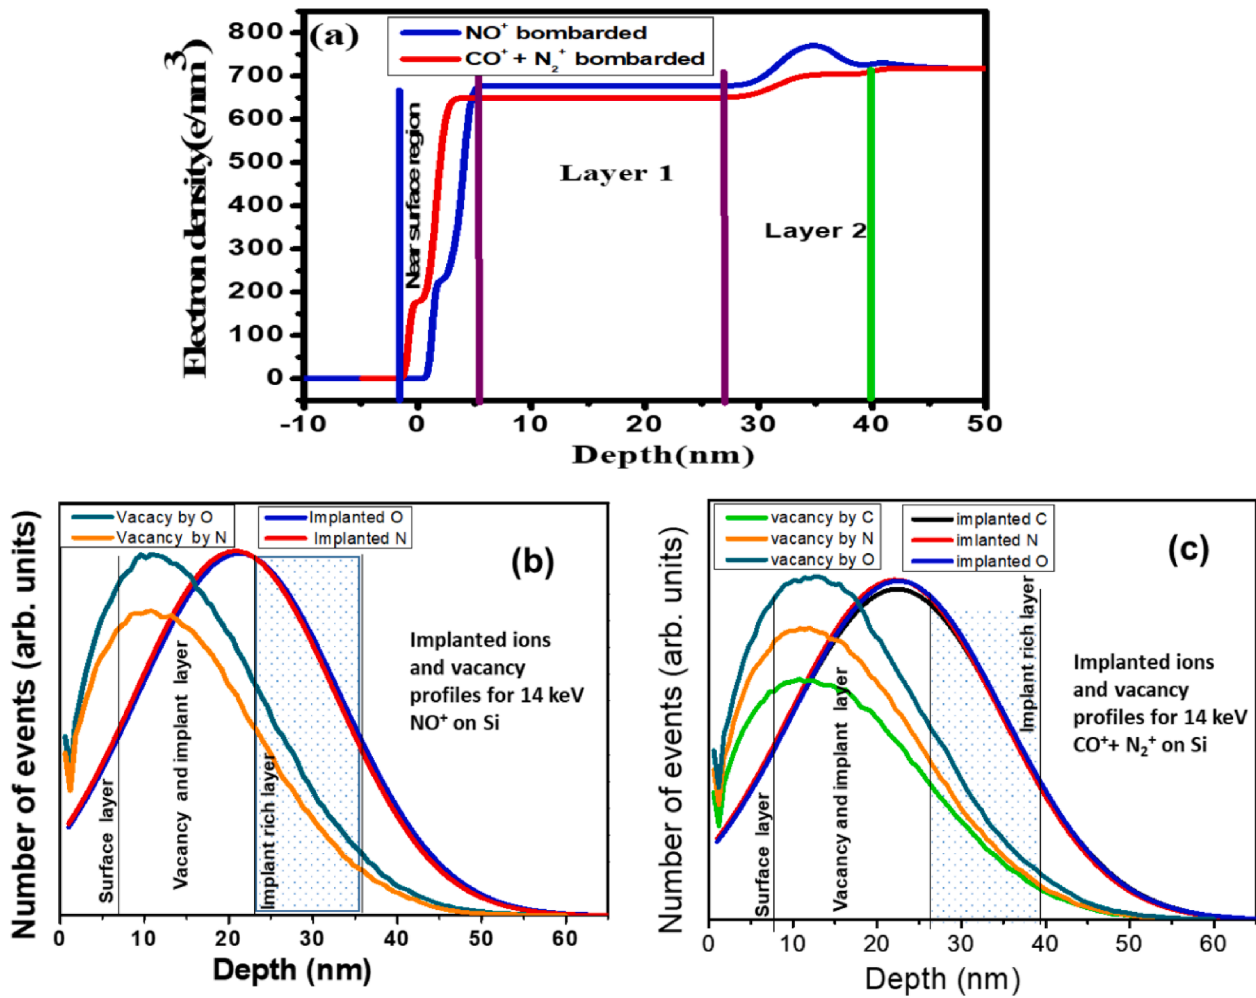 (a)
NO+ bombarded
CO+ + N2+ bombarded
Electron density(e/nm3)
800
700
600
500
400
300
200
100
0
Near surface region
Layer 1
Layer 2
-10 0 10 20 30 40 50
Depth(nm)
Number of events (arb. units)
Vacacy by O
Vacancy by N
Implanted O
Implanted N
(b)
Surface layer
Vacancy and implant layer
Implant rich layer
Implanted ions
and vacancy
profiles for 14 keV
NO+ on Si
0 10 20 30 40 50 60
Depth (nm)
Number of events (arb. units)
vacancy by C
vacancy by N
vacancy by O
implanted C
imlanted N
implanted O
(c)
Surface layer
Vacancy and implant layer
Implant rich layer
Implanted ions
and vacancy
profiles for 14 keV
CO++ N2+ on Si
0 10 20 30 40 50 60
Depth (nm)